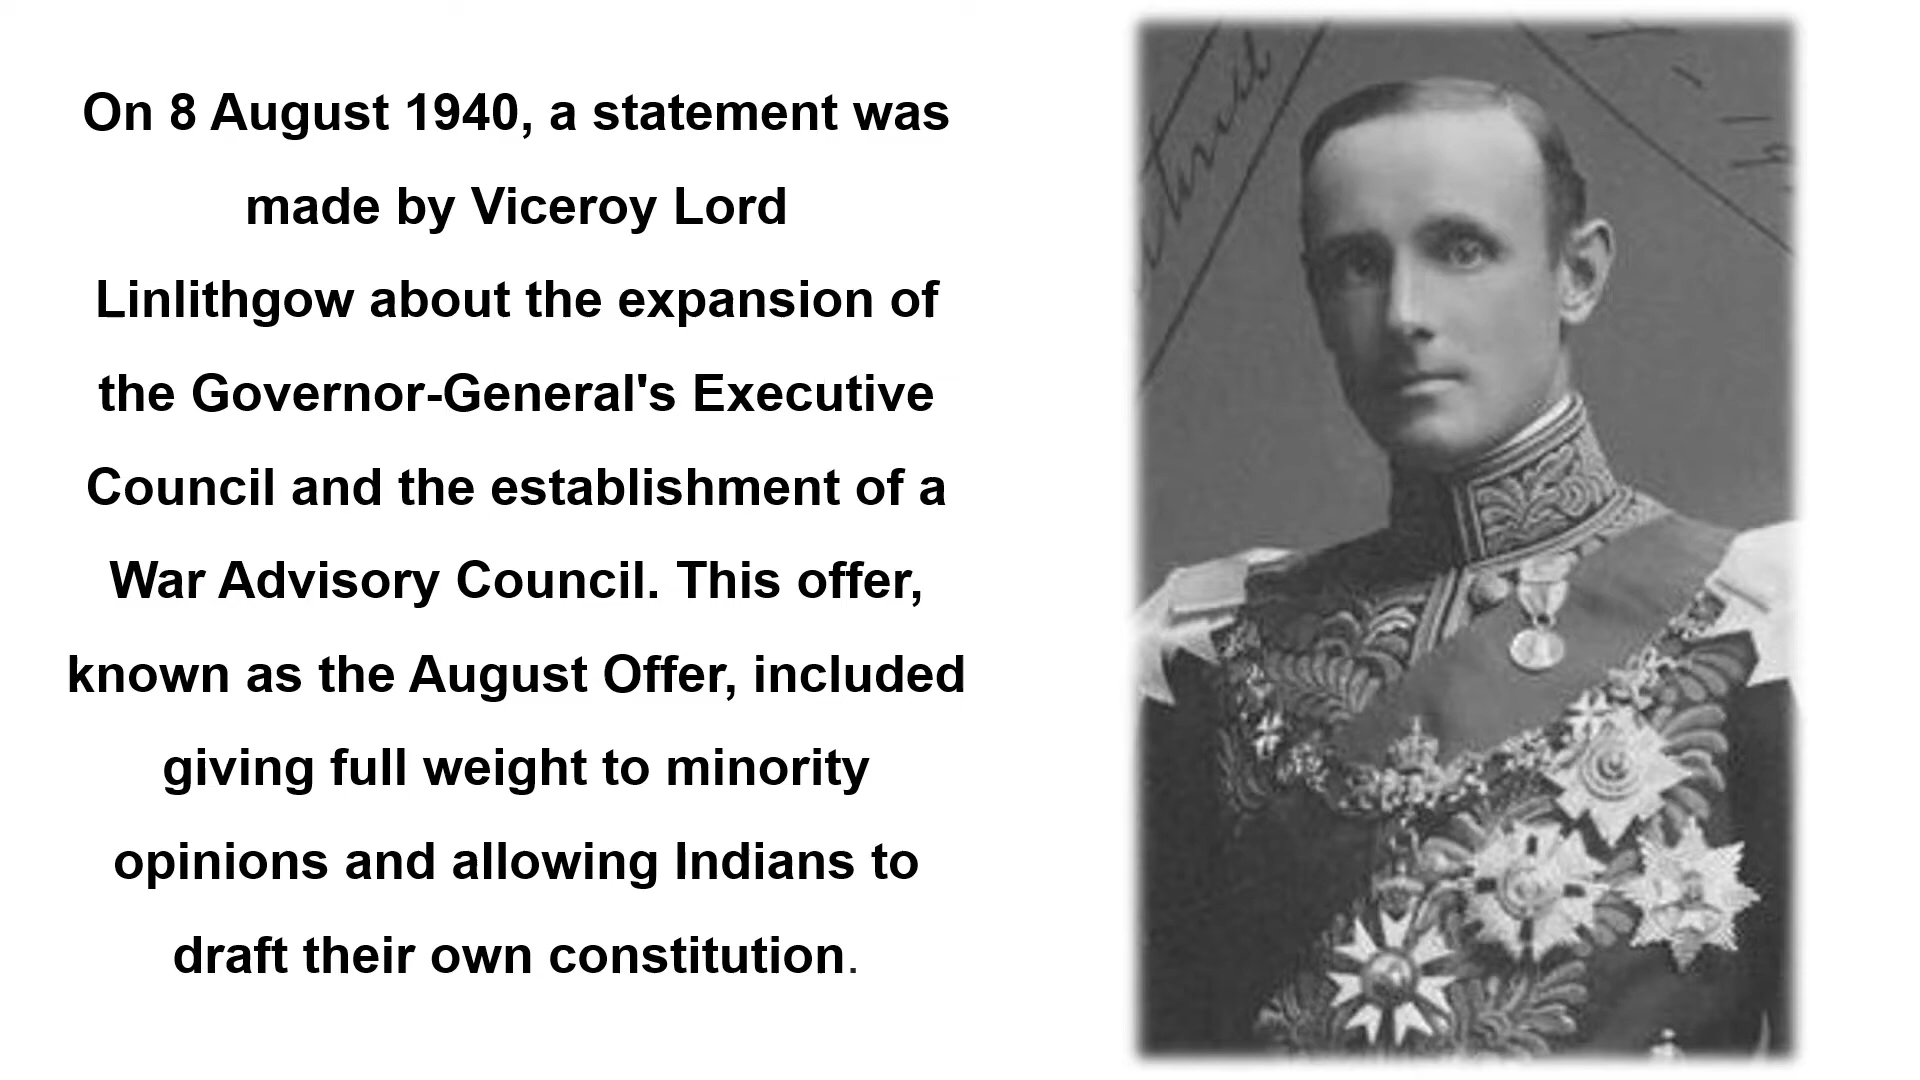 On 8 August 1940, a statement was
made by Viceroy Lord
Linlithgow about the expansion of
the Governor-General's Executive
Council and the establishment of a
War Advisory Council. This offer,
known as the August Offer, included
giving full weight to minority
opinions and allowing Indians to
draft their own constitution.